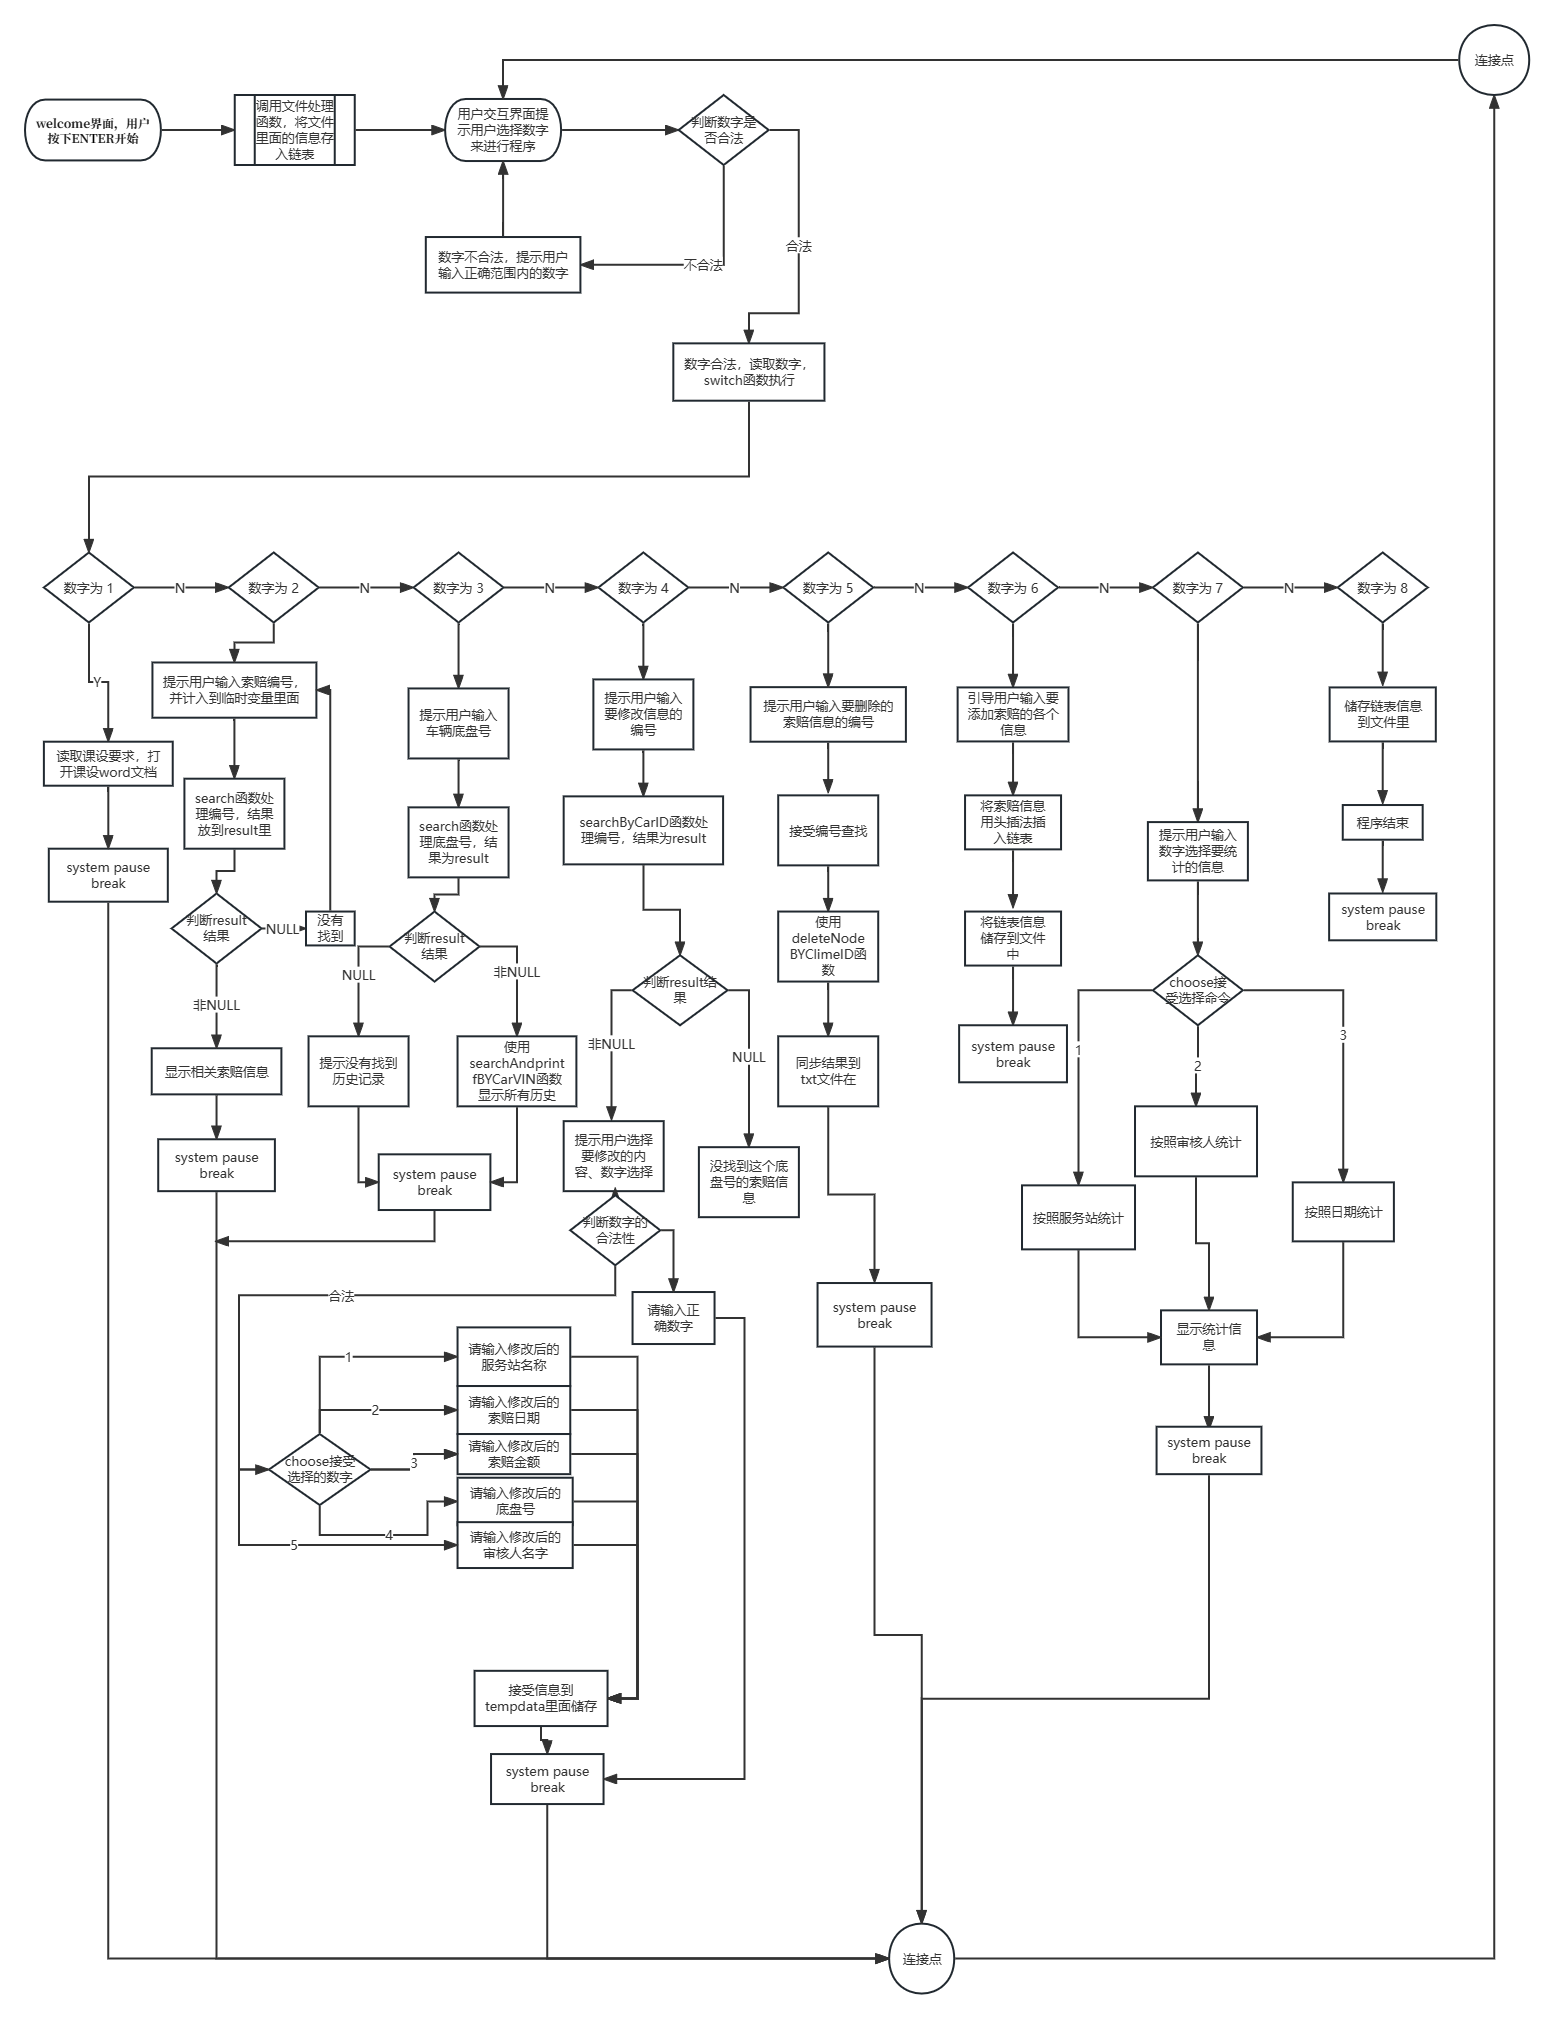 连接点
welcome界面，用户
按下ENTER开始
调用文件处理
函数，将文件
里面的信息存
入链表
用户交互界面提
示用户选择数字
来进行程序
判断数字是
否合法
合法
不合法
数字不合法，提示用户
输入正确范围内的数字
数字合法，读取数字，
switch函数执行
数字为 1
N
数字为 2
N
数字为 3
N
数字为 4
N
数字为 5
N
数字为 6
N
数字为 7
N
数字为 8
Y
读取课设要求，打
开课设word文档
system pause
break
提示用户输入索赔编号，
并计入到临时变量里面
search函数处
理编号，结果
放到result里
判断result
结果
NULL
没有
找到
非NULL
显示相关索赔信息
system pause
break
提示用户输入
车辆底盘号
search函数处
理底盘号，结
果为result
判断result
结果
NULL
非NULL
提示没有找到
历史记录
使用
searchAndprint
fBYCarVIN函数
显示所有历史
system pause
break
提示用户输入
要修改信息的
编号
searchByCarID函数处
理编号，结果为result
判断result结
果
非NULL
NULL
提示用户选择
要修改的内
容、数字选择
没找到这个底
盘号的索赔信
息
判断数字的
合法性
合法
请输入正
确数字
choose接受
选择的数字
1
请输入修改后的
服务站名称
2
请输入修改后的
索赔日期
3
请输入修改后的
索赔金额
4
请输入修改后的
底盘号
5
请输入修改后的
审核人名字
接受信息到
tempdata里面储存
system pause
break
提示用户输入要删除的
索赔信息的编号
接受编号查找
使用
deleteNode
BYClimeID函
数
同步结果到
txt文件在
system pause
break
引导用户输入要
添加索赔的各个
信息
将索赔信息
用头插法插
入链表
将链表信息
储存到文件
中
system pause
break
提示用户输入
数字选择要统
计的信息
choose接
受选择命令
1
2
3
按照服务站统计
按照审核人统计
按照日期统计
显示统计信
息
system pause
break
储存链表信息
到文件里
程序结束
system pause
break
连接点